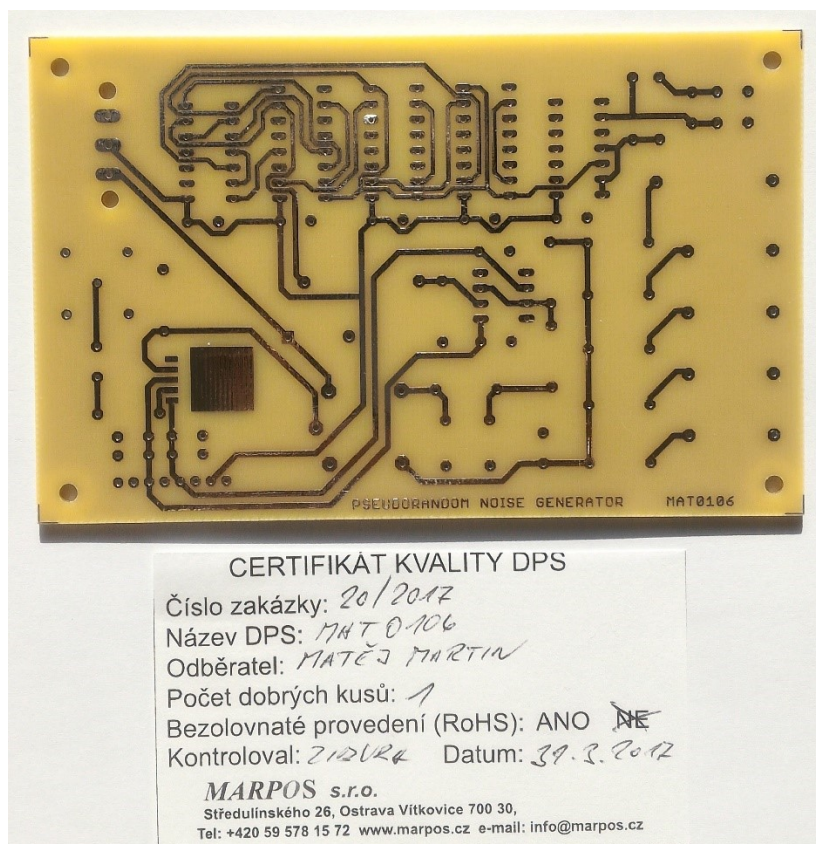 PSEUDORANDOM NOISE GENERATOR MAT0106
CERTIFIKÁT KVALITY DPS
Číslo zakázky: 20/2017
Název DPS: MAT 0106
Odběratel: MATĚJ MARTIN
Počet dobrých kusů: 1
Bezolovnaté provedení (RoHS): ANO NE
Kontroloval: Datum: 31.3.2017
MARPOS s.r.o.
Středulinského 26, Ostrava Vítkovice 700 30,
Tel: +420 59 578 15 72 www.marpos.cz e-mail: info@marpos.cz